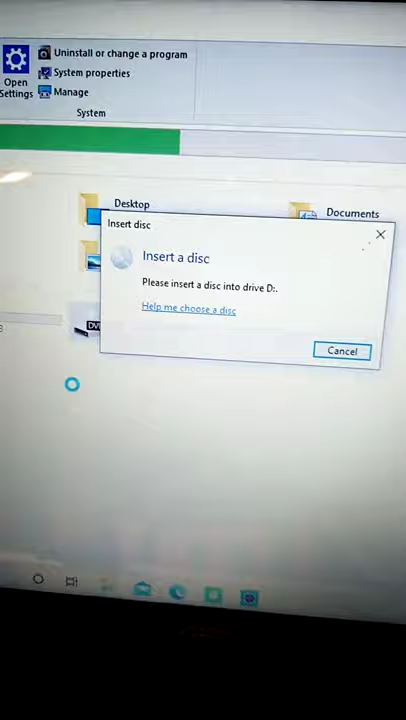 Uninstall or change a program
System properties
Manage
Open
Settings
System
Desktop
Documents
Insert disc
Insert a disc
Please insert a disc into drive D:.
Help me choose a disc
Cancel